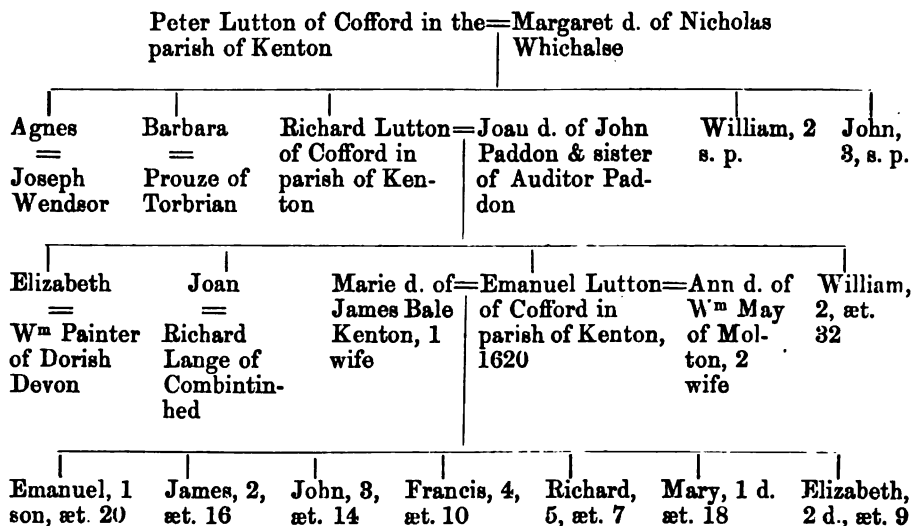 Peter Lutton of Cofford in the=Margaret d. of Nicholas
parish of Kenton Whichalse
Agnes
=
Joseph
Wendsor
Barbara
=
Prouze of
Torbrian
Richard Lutton=Joau d. of John
of Cofford in Paddon & sister
parish of Ken- of Auditor Pad-
ton don
William, 2
s. p.
John,
3, s. p.
Elizabeth
=
Wm Painter
of Dorish
Devon
Joan
=
Richard
Lange of
Combintin-
hed
Marie d. of=Emanuel Lutton=Ann d. of
James Bale of Cofford in Wm May
Kenton, 1 parish of Kenton, of Mol-
wife 1620 ton, 2
wife
William,
2, æt.
32
Emanuel, 1
son, æt. 20
James, 2,
æt. 16
John, 3,
æt. 14
Francis, 4,
æt. 10
Richard,
5, æt. 7
Mary, 1 d.
æt. 18
Elizabeth,
2 d., æt. 9